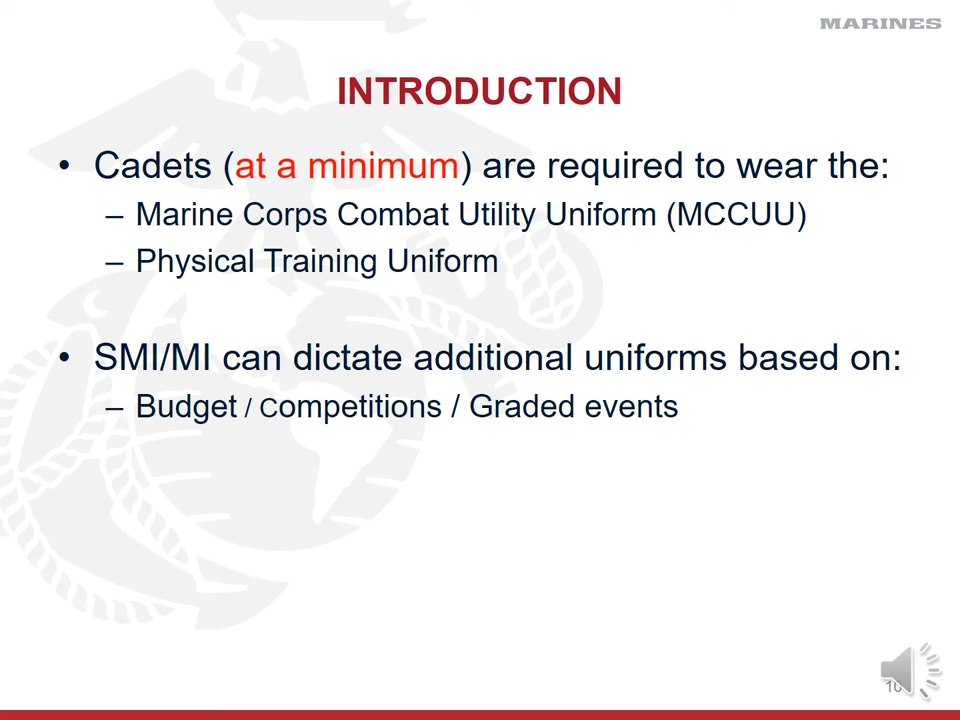 MARINES
INTRODUCTION
• Cadets (at a minimum) are required to wear the:
– Marine Corps Combat Utility Uniform (MCCUU)
– Physical Training Uniform
• SMI/MI can dictate additional uniforms based on:
– Budget / Competitions / Graded events